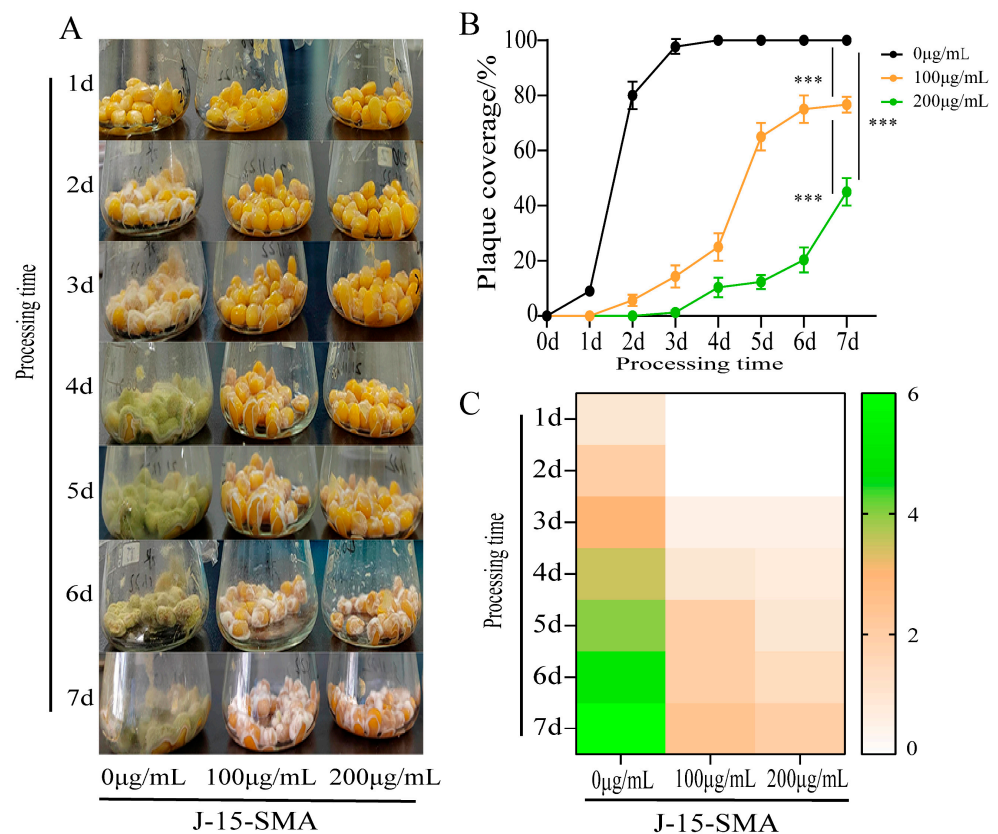 A
1d
2d
3d
4d
5d
6d
7d
Processing time
0μg/mL 100μg/mL 200μg/mL
J-15-SMA
B
Plaque coverage/%
100
80
60
40
20
0
0d 1d 2d 3d 4d 5d 6d 7d
Processing time
0μg/mL
100μg/mL
200μg/mL
***
***
***
C
Processing time
1d
2d
3d
4d
5d
6d
7d
0μg/mL 100μg/mL 200μg/mL
J-15-SMA
6
4
2
0